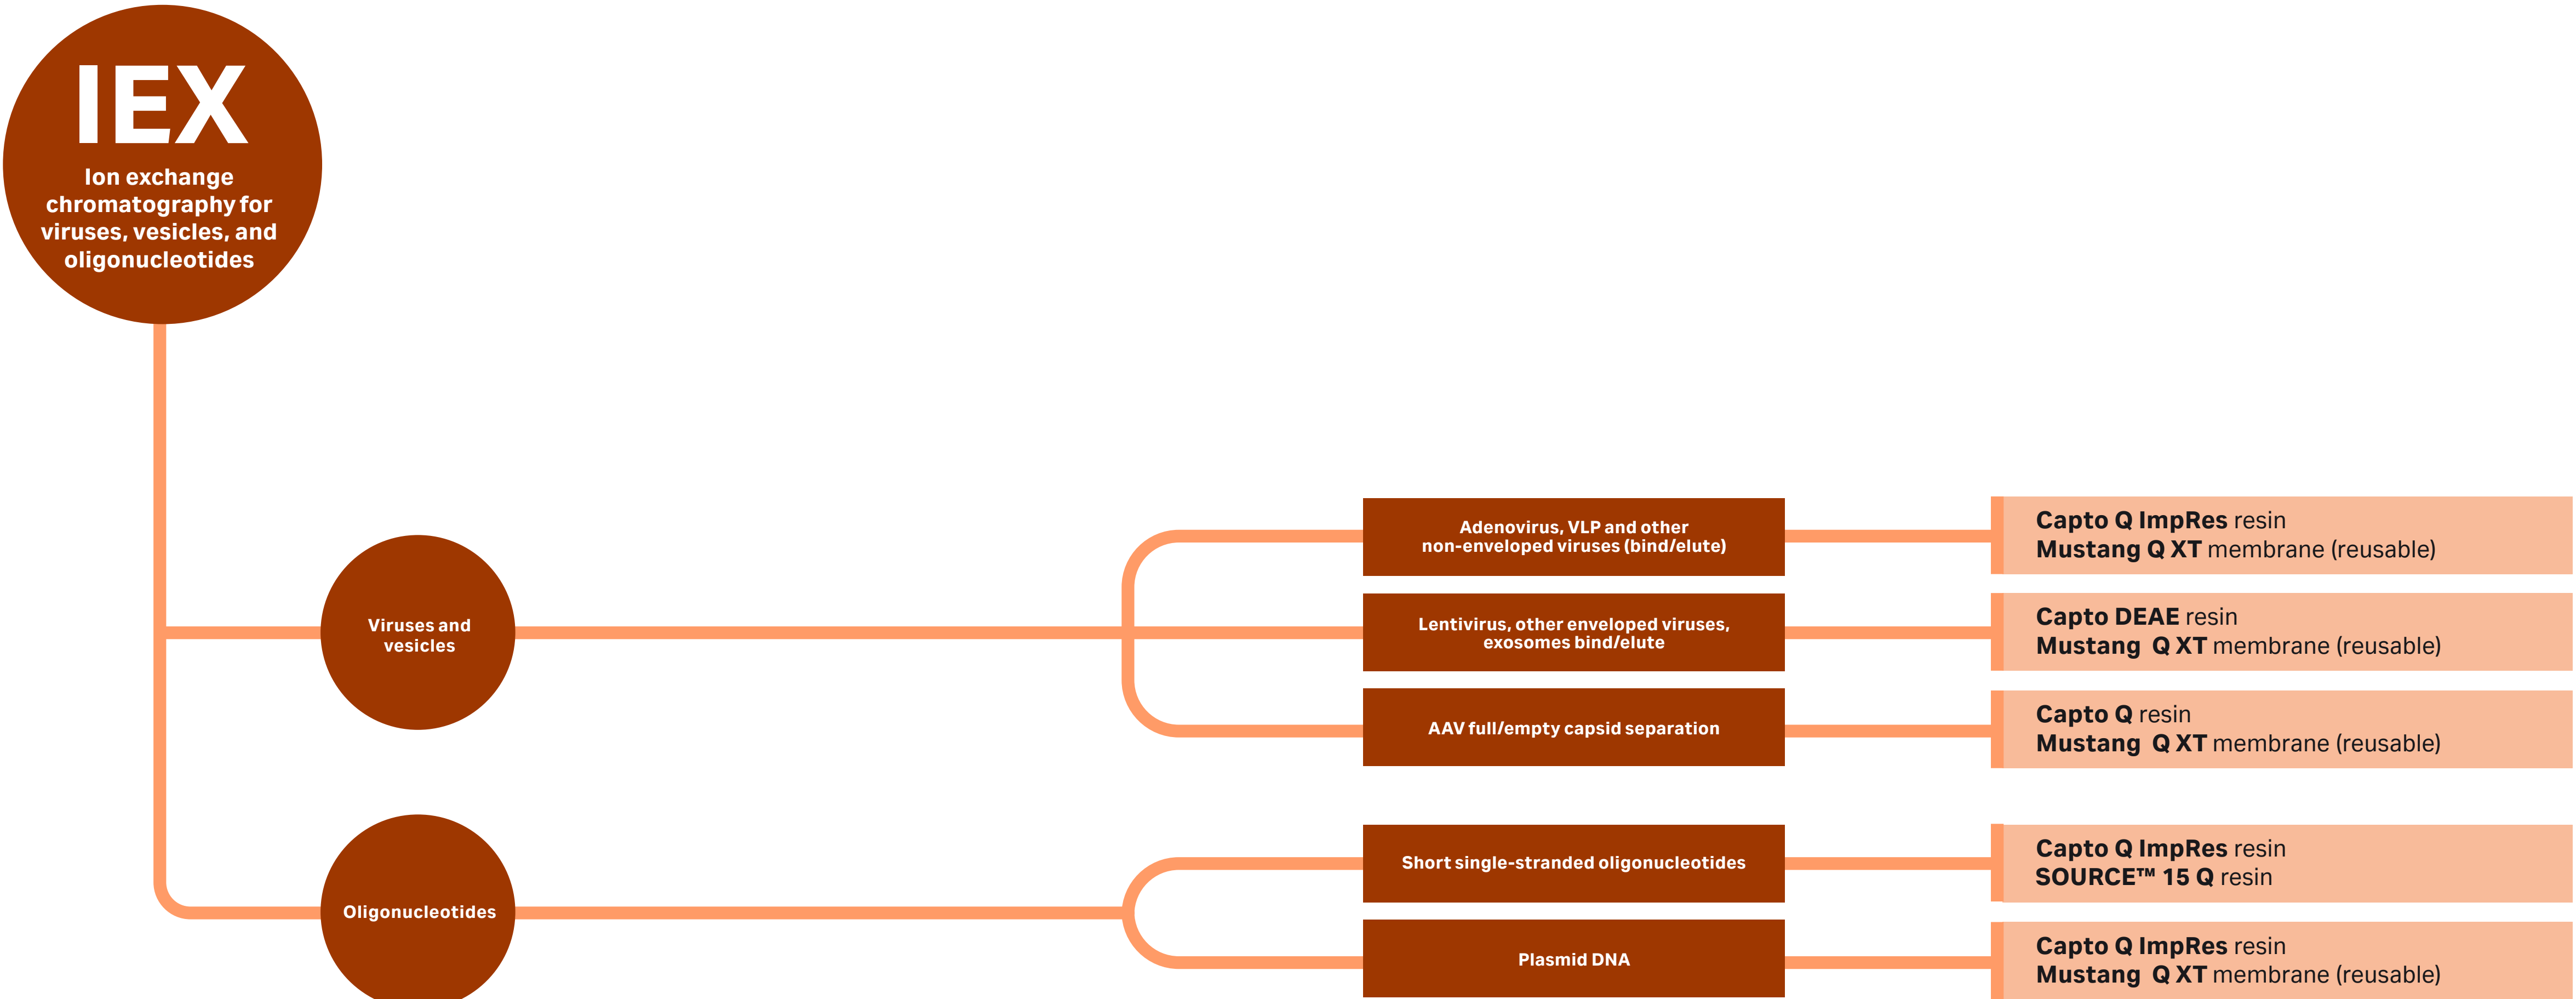 IEX
Ion exchange
chromatography for
viruses, vesicles, and
oligonucleotides
Viruses and
vesicles
Adenovirus, VLP and other
non-enveloped viruses (bind/elute)
Capto Q ImpRes resin
Mustang Q XT membrane (reusable)
Lentivirus, other enveloped viruses,
exosomes bind/elute
Capto DEAE resin
Mustang Q XT membrane (reusable)
AAV full/empty capsid separation
Capto Q resin
Mustang Q XT membrane (reusable)
Oligonucleotides
Short single-stranded oligonucleotides
Capto Q ImpRes resin
SOURCE™ 15 Q resin
Plasmid DNA
Capto Q ImpRes resin
Mustang Q XT membrane (reusable)